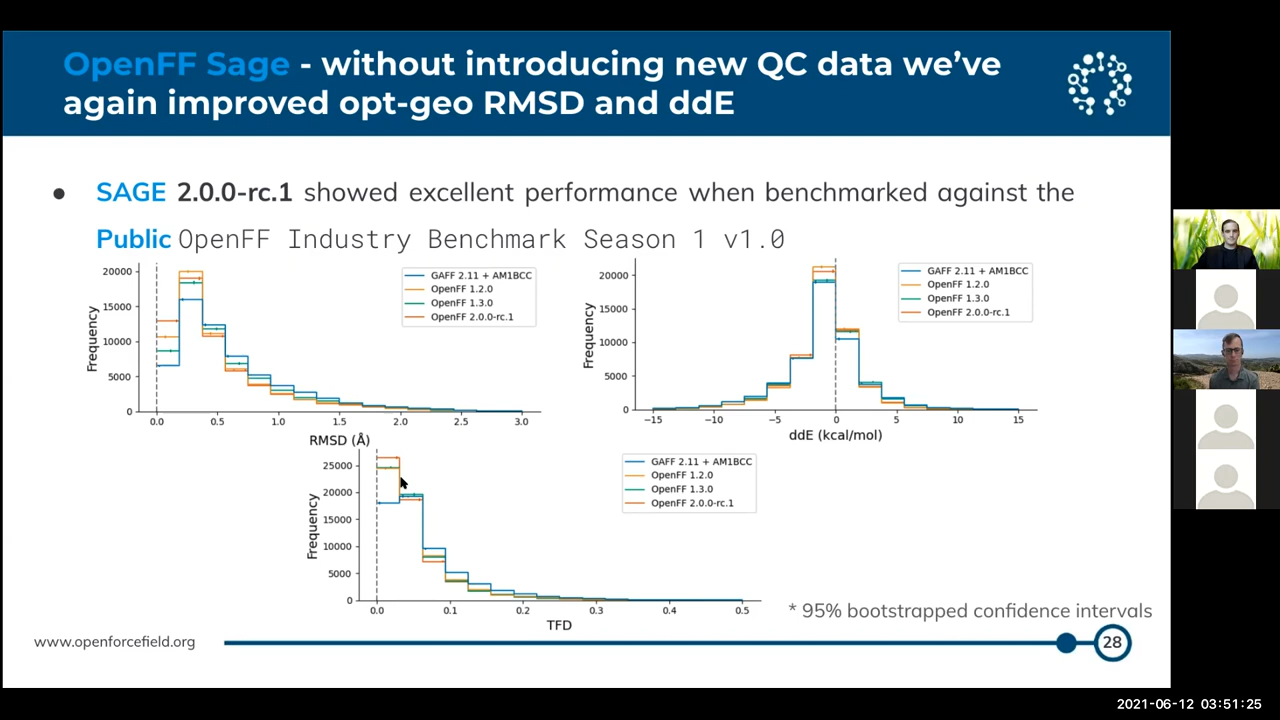 OpenFF Sage - without introducing new QC data we've
again improved opt-geo RMSD and ddE
● SAGE 2.0.0-rc.1 showed excellent performance when benchmarked against the
Public OpenFF Industry Benchmark Season 1 v1.0
Frequency
20000
15000
10000
5000
0
0.0 0.5 1.0 1.5 2.0 2.5 3.0
RMSD (Å)
GAFF 2.11 + AM1BCC
OpenFF 1.2.0
OpenFF 1.3.0
OpenFF 2.0.0-rc.1
Frequency
20000
15000
10000
5000
0
−15 −10 −5 0 5 10 15
ddE (kcal/mol)
GAFF 2.11 + AM1BCC
OpenFF 1.2.0
OpenFF 1.3.0
OpenFF 2.0.0-rc.1
Frequency
25000
20000
15000
10000
5000
0
0.0 0.1 0.2 0.3 0.4 0.5
TFD
GAFF 2.11 + AM1BCC
OpenFF 1.2.0
OpenFF 1.3.0
OpenFF 2.0.0-rc.1
* 95% bootstrapped confidence intervals
www.openforcefield.org
28
2021-06-12 03:51:25